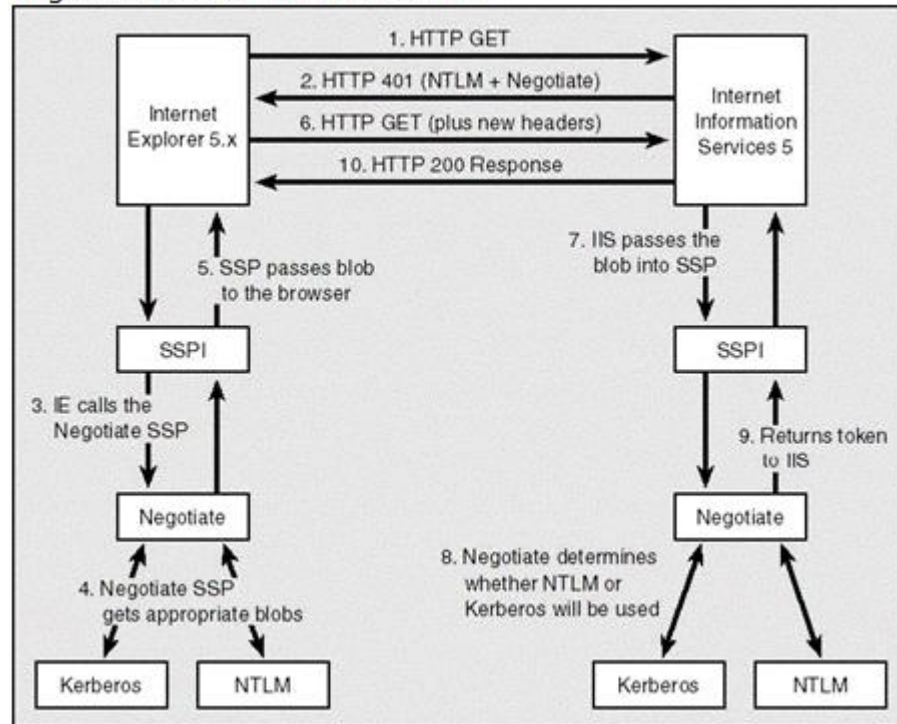 1. HTTP GET
2. HTTP 401 (NTLM + Negotiate)
6. HTTP GET (plus new headers)
10. HTTP 200 Response
Internet
Explorer 5.x
Internet
Information
Services 5
5. SSP passes blob
to the browser
7. IIS passes the
blob into SSP
SSPI
SSPI
3. IE calls the
Negotiate SSP
9. Returns token
to IIS
Negotiate
Negotiate
4. Negotiate SSP
gets appropriate blobs
8. Negotiate determines
whether NTLM or
Kerberos will be used
Kerberos
NTLM
Kerberos
NTLM